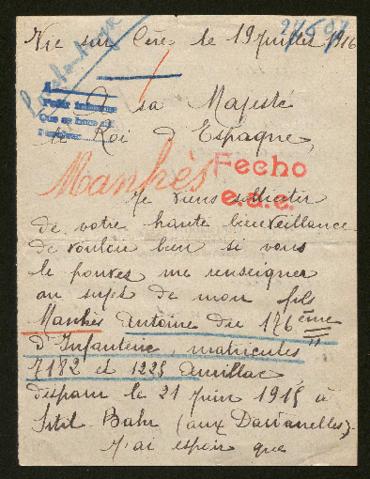 Vic sur Cère le 19 juillet 1916
A sa Majesté
le Roi d'Espagne,
Manhès
Fecho
e.d.e.
Je viens solliciter
de votre haute bienveillance
de vouloir bien si vous
le pouvez me renseigner
au sujet de mon fils
Manhès Antoine du 176ème
d'Infanterie, matricules
7182 et 1225 Aurillac
disparu le 21 juin 1915 à
Sitil-Bahr (aux Dardanelles).
J'ai espoir que